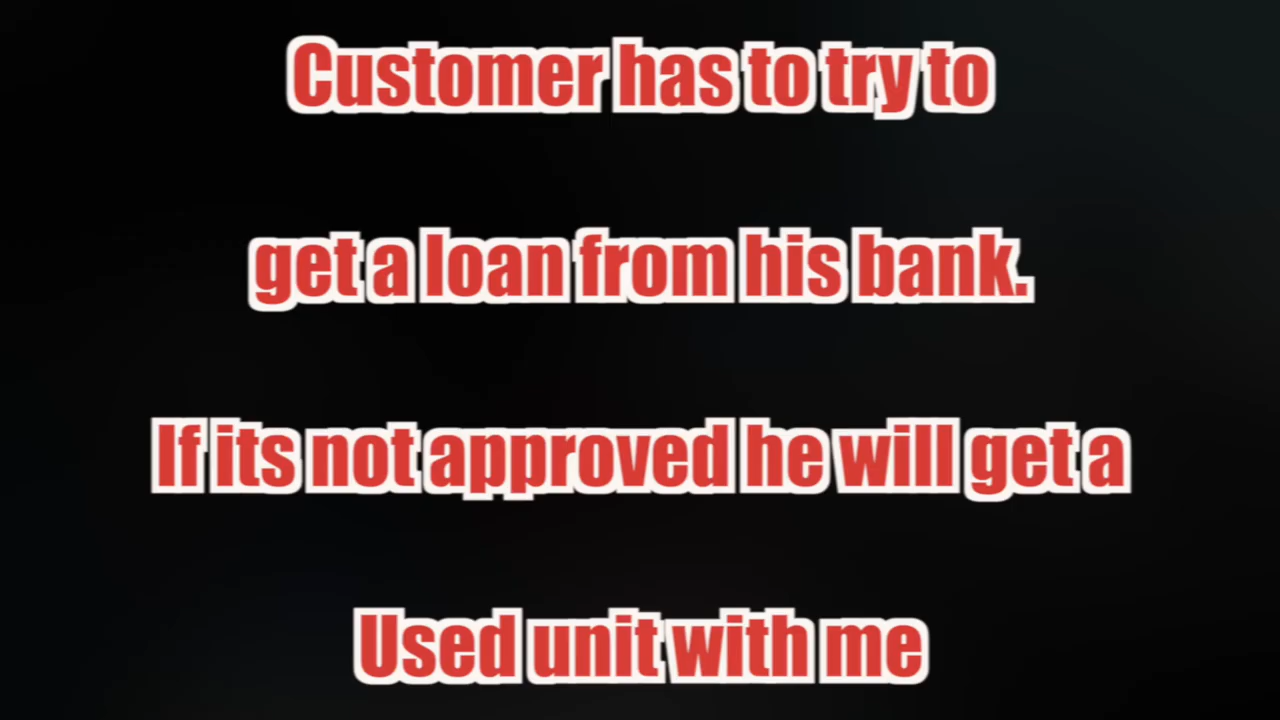 Customer has to try to
get a loan from his bank.
If its not approved he will get a
Used unit with me